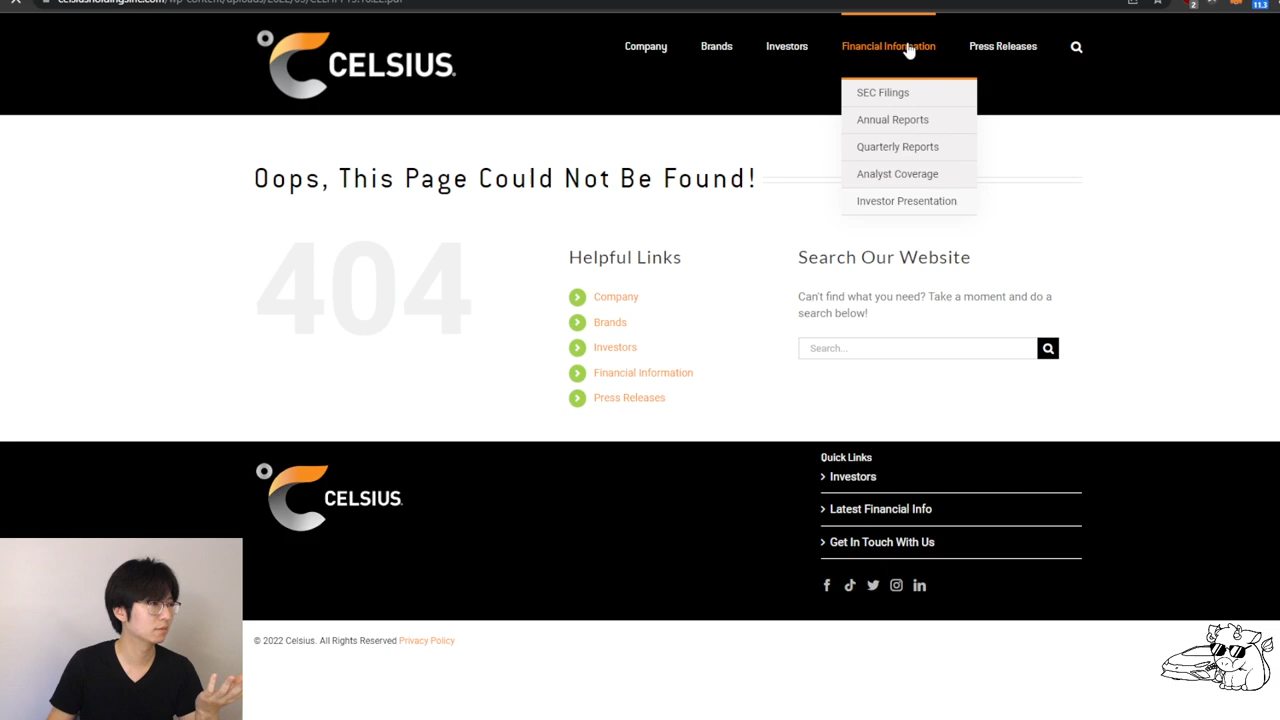 CELSIUS.
Company
Brands
Investors
Financial Information
Press Releases
2
11.3
SEC Filings
Annual Reports
Quarterly Reports
Analyst Coverage
Investor Presentation
Oops, This Page Could Not Be Found!
404
Helpful Links
Company
Brands
Investors
Financial Information
Press Releases
Search Our Website
Can't find what you need? Take a moment and do a
search below!
Search...
CELSIUS.
Quick Links
Investors
Latest Financial Info
Get In Touch With Us
© 2022 Celsius. All Rights Reserved Privacy Policy